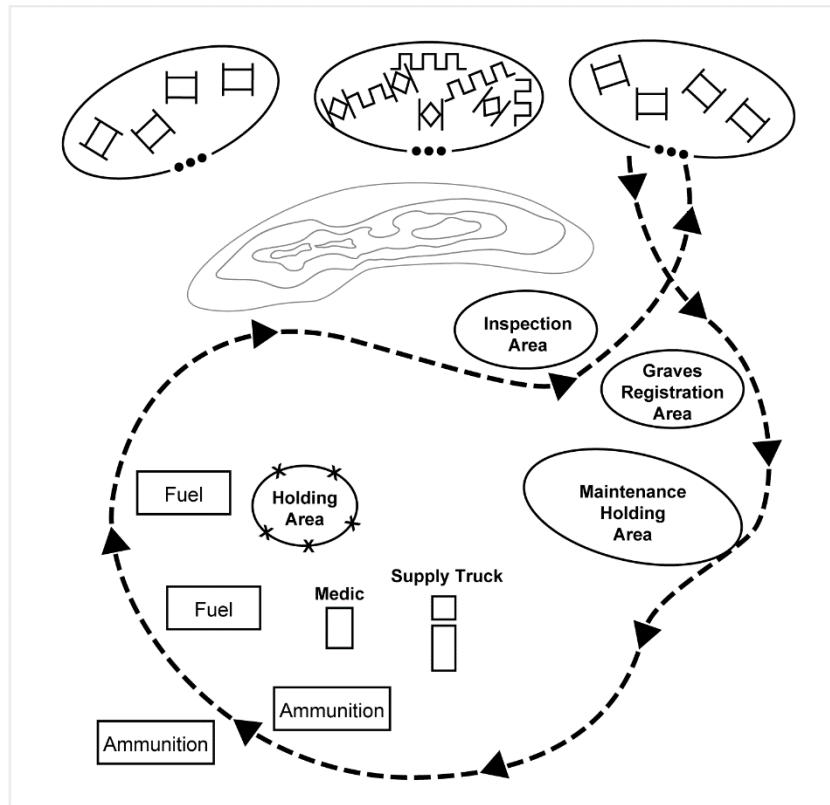 Inspection
Area
Graves
Registration
Area
Maintenance
Holding
Area
Fuel
Holding
Area
Supply Truck
Medic
Fuel
Ammunition
Ammunition